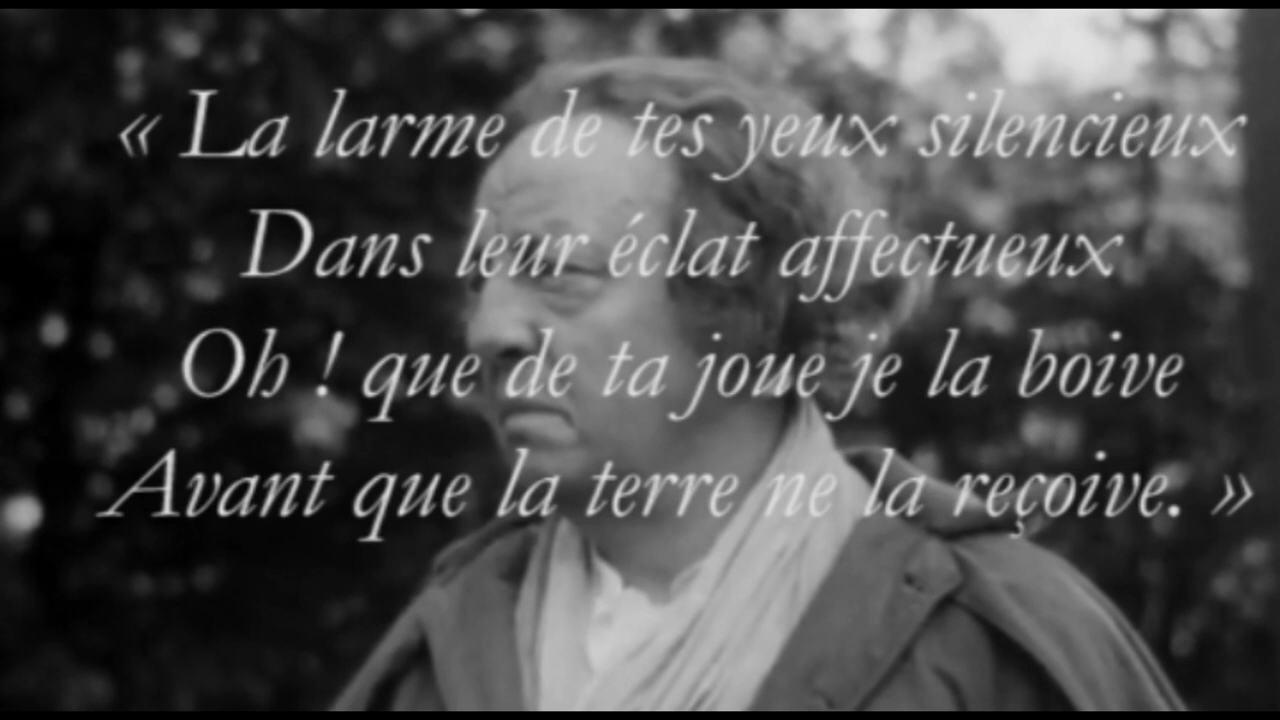 « La larme de tes yeux silencieux
Dans leur éclat affectueux
Oh ! que de ta joue je la boive
Avant que la terre ne la reçoive. »